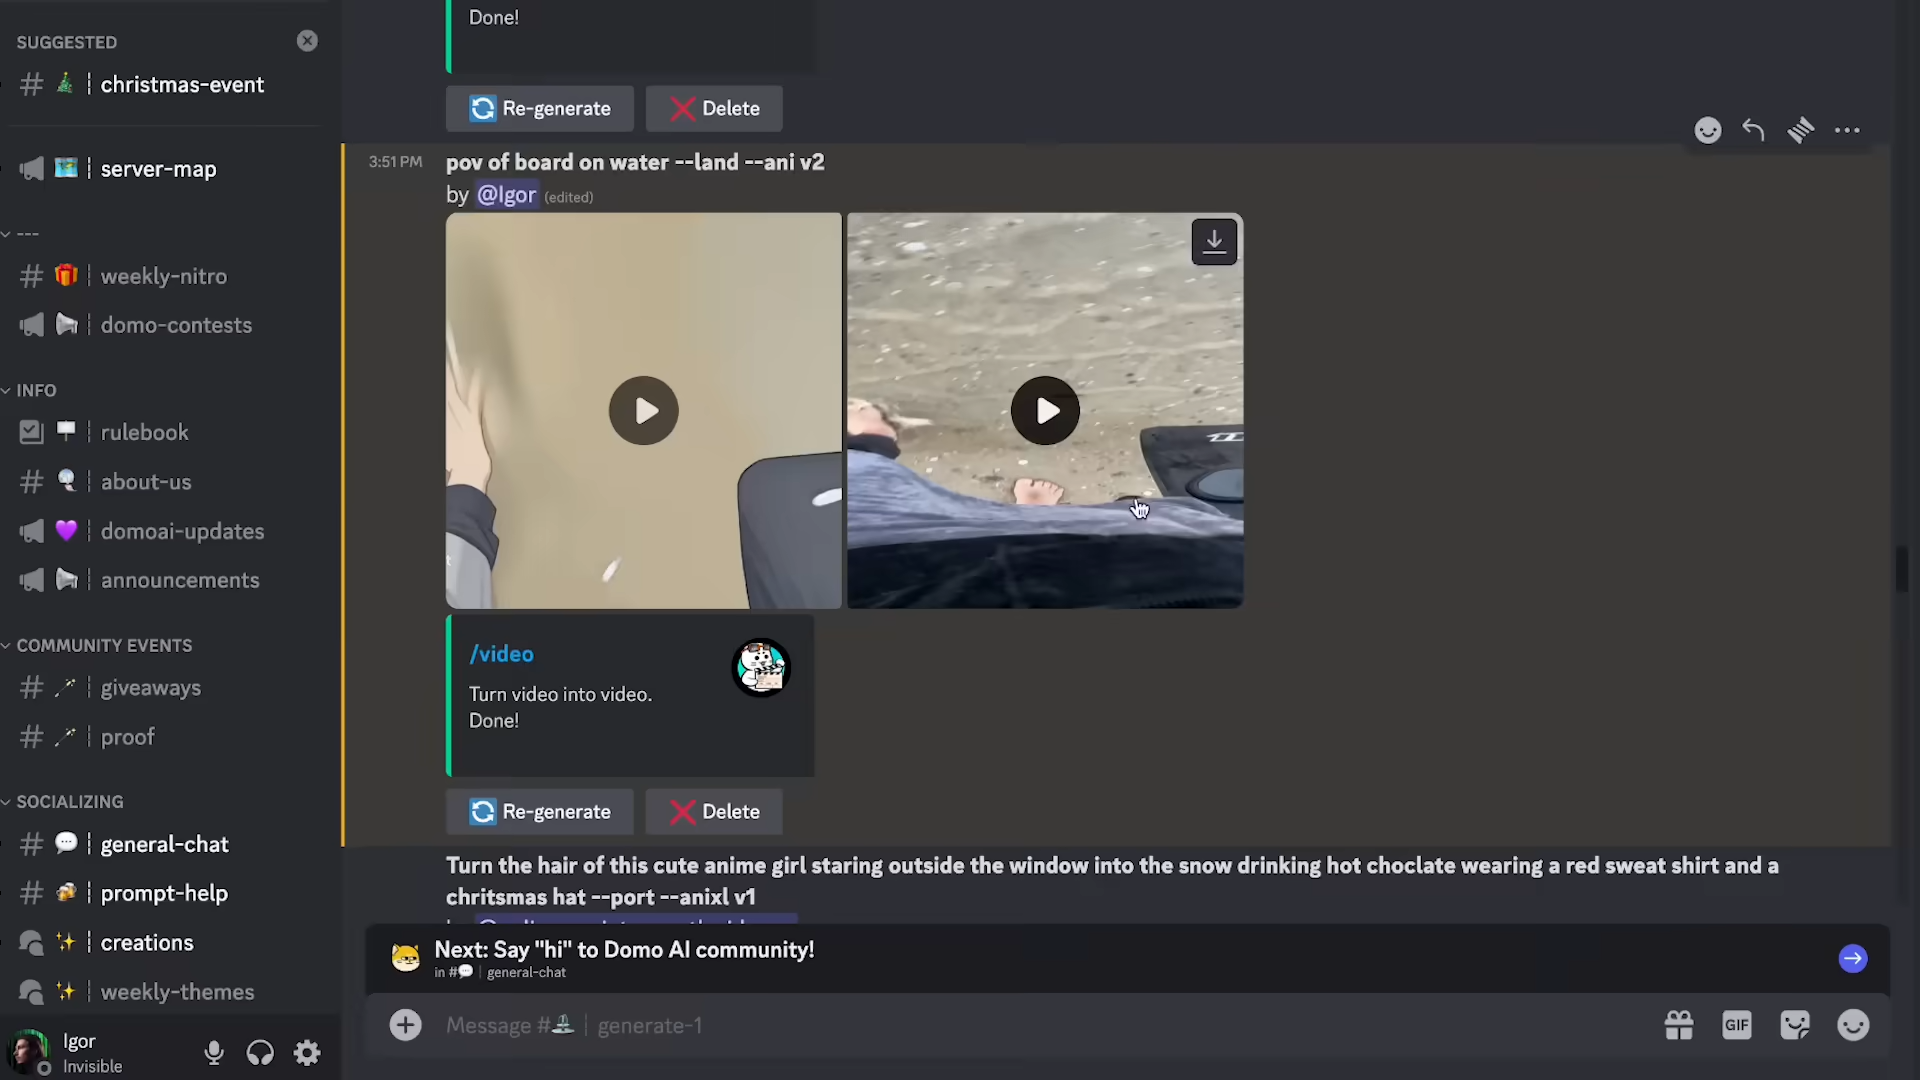 SUGGESTED
christmas-event
server-map
---
weekly-nitro
domo-contests
INFO
rulebook
about-us
domoai-updates
announcements
COMMUNITY EVENTS
giveaways
proof
SOCIALIZING
general-chat
prompt-help
creations
weekly-themes
Igor
Invisible
Done!
Re-generate
Delete
3:51 PM
pov of board on water --land --ani v2
by @Igor (edited)
/video
Turn video into video.
Done!
Re-generate
Delete
Turn the hair of this cute anime girl staring outside the window into the snow drinking hot choclate wearing a red sweat shirt and a
chritsmas hat --port --anixl v1
Next: Say "hi" to Domo AI community!
in # general-chat
Message # generate-1
GIF